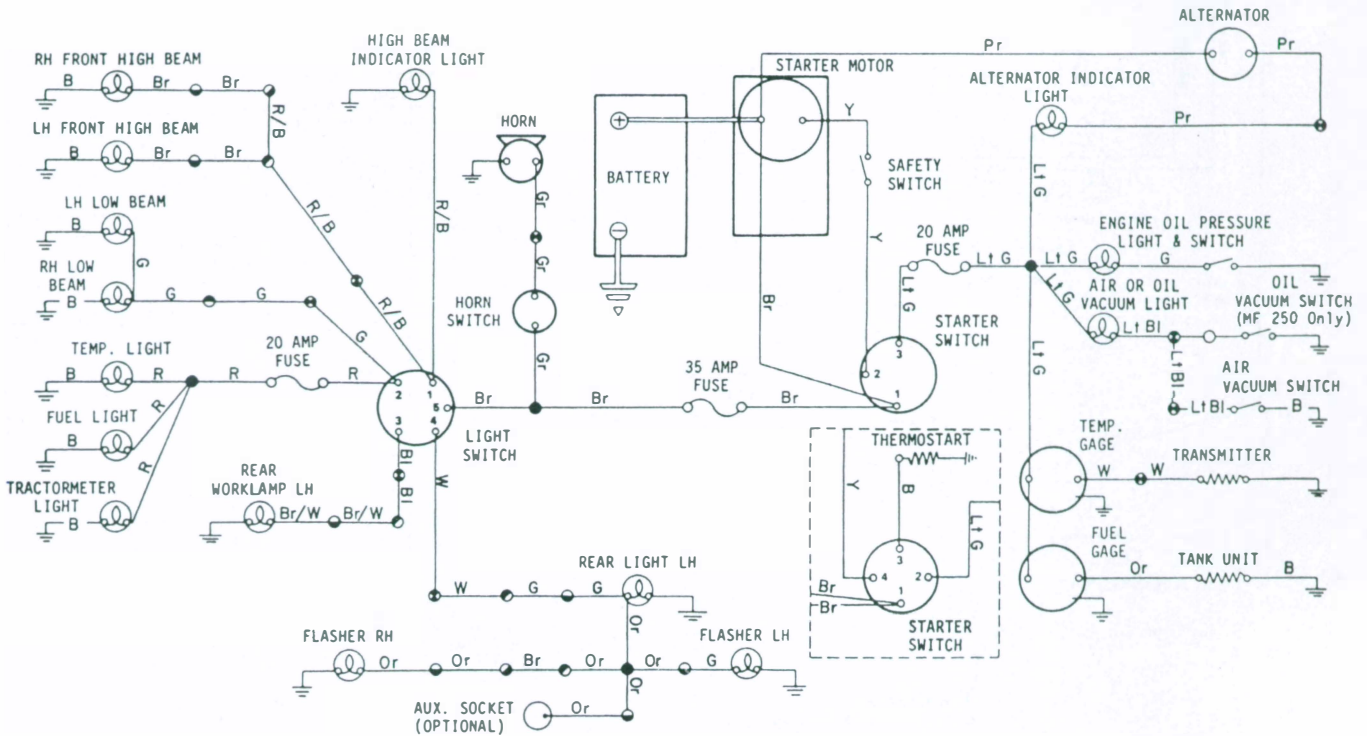 ALTERNATOR
Pr
Pr
HIGH BEAM
INDICATOR LIGHT
RH FRONT HIGH BEAM
B
Br
Br
R/B
STARTER MOTOR
Y
ALTERNATOR INDICATOR
LIGHT
Pr
Lt G
LH FRONT HIGH BEAM
B
Br
Br
HORN
Gr
BATTERY
SAFETY
SWITCH
Y
LH LOW BEAM
B
G
R/B
R/B
R/B
RH LOW
BEAM
B
G
G
G
Gr
HORN
SWITCH
Gr
Br
20 AMP
FUSE
Lt G
Lt G
STARTER
SWITCH
3
2
1
ENGINE OIL PRESSURE
LIGHT & SWITCH
Lt G
G
Lt G
AIR OR OIL
VACUUM LIGHT
Lt Bl
OIL
VACUUM SWITCH
(MF 250 Only)
Lt G
LtBl
AIR
VACUUM SWITCH
LtBl
B
TEMP. LIGHT
B
R
R
20 AMP
FUSE
R
FUEL LIGHT
B
R
R
TRACTORMETER
LIGHT
B
2
1
5
3
4
LIGHT
SWITCH
Br
Br
35 AMP
FUSE
Br
Bl
Bl
W
REAR
WORKLAMP LH
Br/W
Br/W
THERMOSTART
Y
B
Lt G
3
4
2
1
Br
Br
STARTER
SWITCH
TEMP.
GAGE
W
W
TRANSMITTER
FUEL
GAGE
Or
TANK UNIT
B
REAR LIGHT LH
W
G
G
Or
FLASHER RH
Or
Or
Br
Or
Or
G
FLASHER LH
Or
AUX. SOCKET
(OPTIONAL)
Or